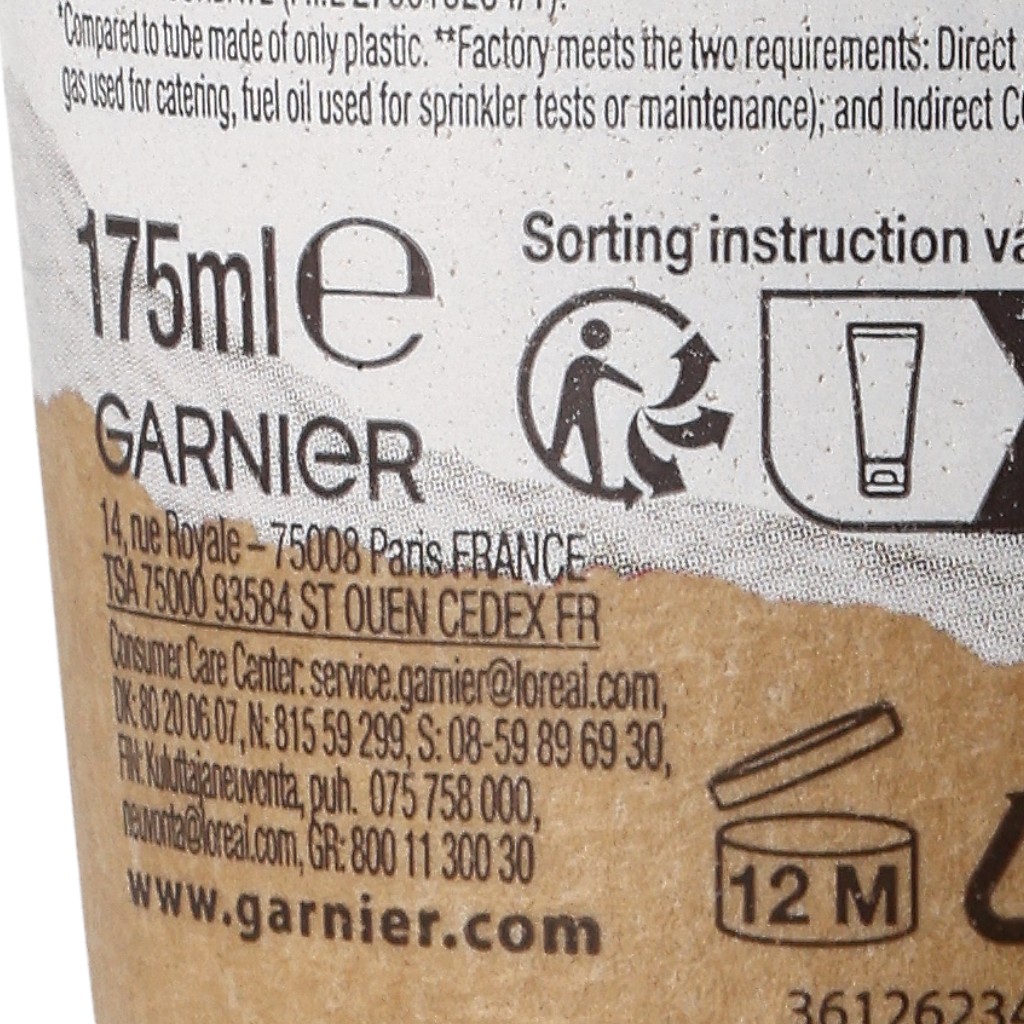 *Compared to tube made of only plastic. **Factory meets the two requirements: Direct
gas used for catering, fuel oil used for sprinkler tests or maintenance); and Indirect
175ml e
Sorting instruction
GARNIER
14, rue Royale – 75008 Paris FRANCE
TSA 75000 93584 ST OUEN CEDEX FR
Consumer Care Center: service.garnier@loreal.com,
DK: 80 20 06 07, N: 815 59 299, S: 08-59 89 69 30,
FIN: Kuluttajaneuvonta, puh. 075 758 000,
neuvonta@loreal.com, GR: 800 11 300 30
www.garnier.com
12 M